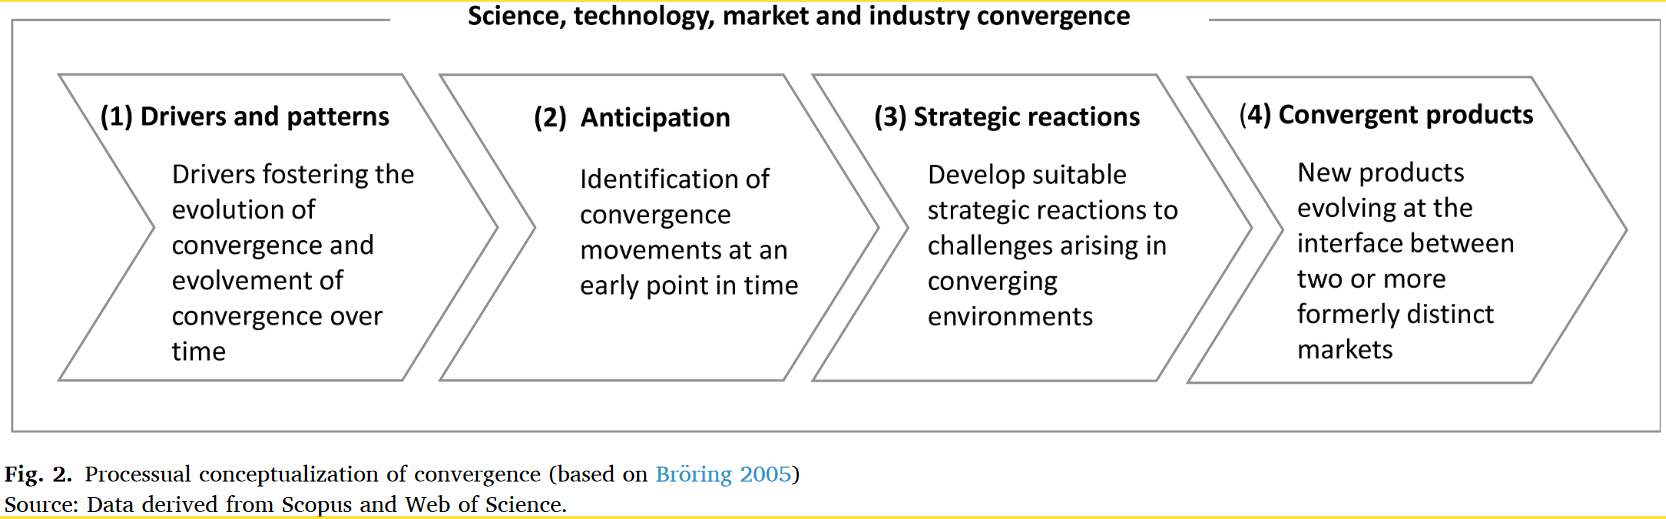 Science, technology, market and industry convergence
(1) Drivers and patterns
Drivers fostering the
evolution of
convergence and
evolvement of
convergence over
time
(2) Anticipation
Identification of
convergence
movements at an
early point in time
(3) Strategic reactions
Develop suitable
strategic reactions to
challenges arising in
converging
environments
(4) Convergent products
New products
evolving at the
interface between
two or more
formerly distinct
markets
Fig. 2. Processual conceptualization of convergence (based on Bröring 2005)
Source: Data derived from Scopus and Web of Science.